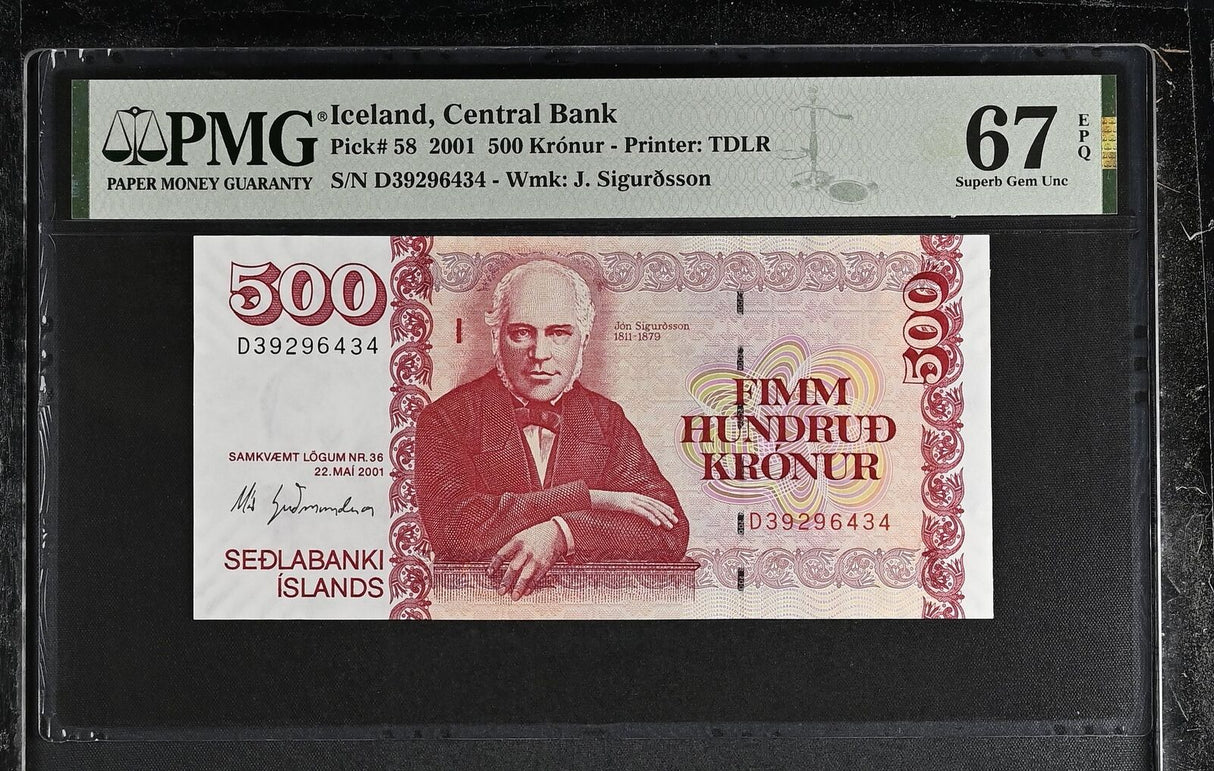 PMG®
PAPER MONEY GUARANTY
Iceland, Central Bank
Pick# 58 2001 500 Krónur - Printer: TDLR
S/N D39296434 - Wmk: J. Sigurðsson
67
EPQ
Superb Gem Unc
500
D39296434
SAMKVÆMT LÖGUM NR. 36
22. MAÍ 2001
SEÐLABANKI
ÍSLANDS
Jón Sigurðsson
1811-1879
FIMM
HUNDRUÐ
KRÓNUR
D39296434
500